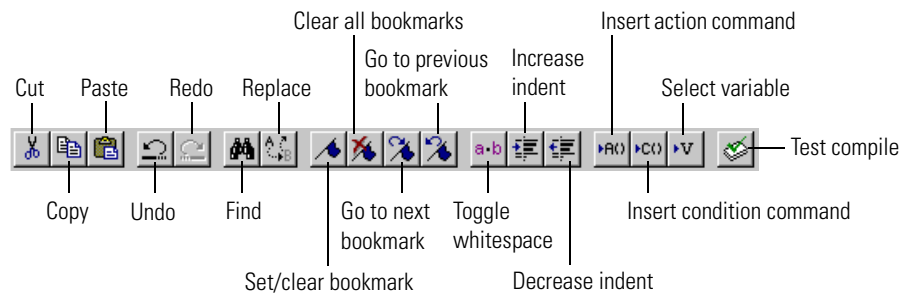 Clear all bookmarks
Insert action command
Go to previous
bookmark
Increase
indent
Cut
Paste
Redo
Replace
Select variable
a·b
A()
C()
V
Test compile
Copy
Undo
Find
Go to next
bookmark
Toggle
whitespace
Insert condition command
Set/clear bookmark
Decrease indent